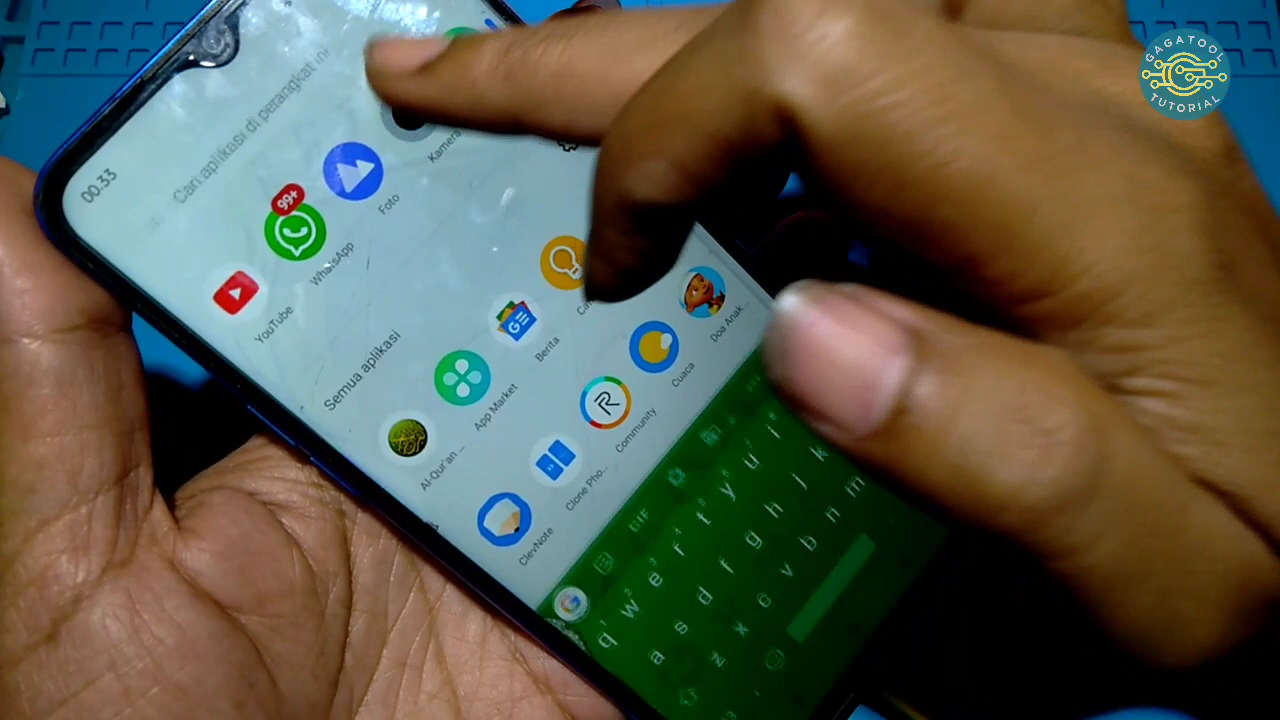 GAGATOOL
TUTORIAL
00.33
Cari aplikasi di perangkat ini
YouTube
WhatsApp
99+
Foto
Kamera
Semua aplikasi
Al-Qur'an ...
App Market
Berita
ClevNote
Clone Pho...
Community
Cuaca
Doa Anak ...
GIF
q w e r t y u i
a s d f g h j k
z x c v b n m